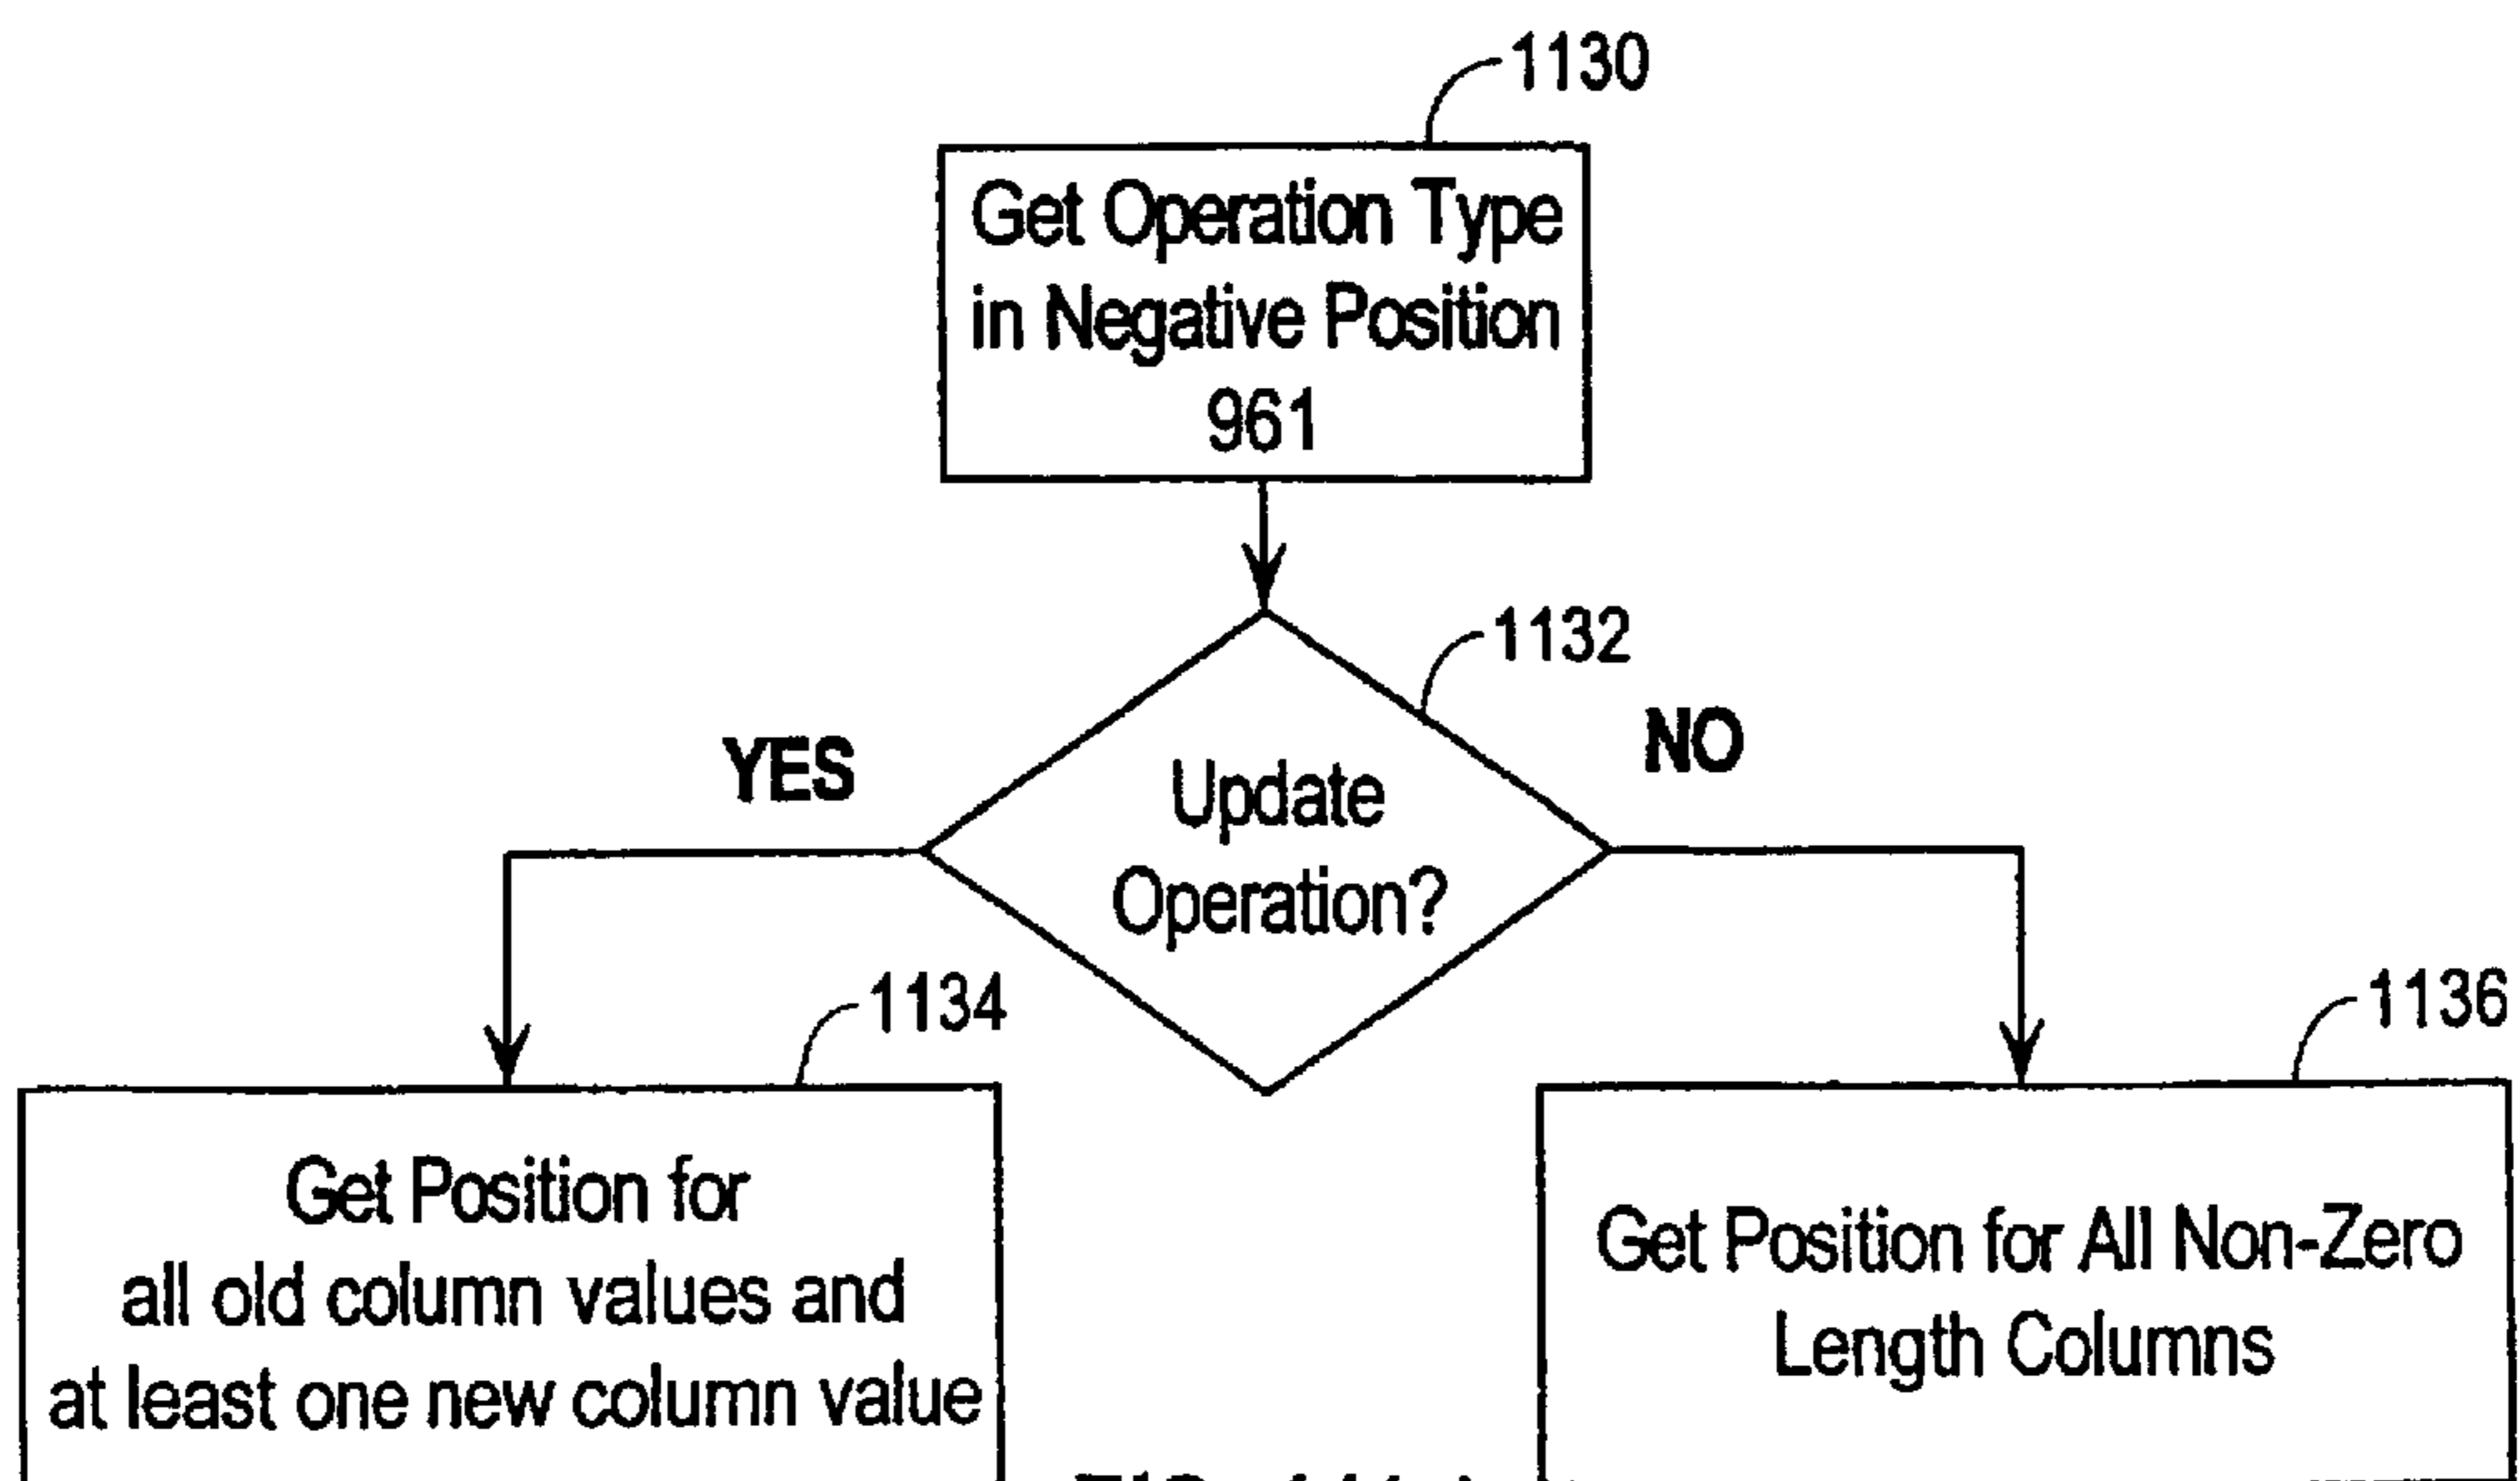 1130
Get Operation Type
in Negative Position
961
1132
YES
NO
Update
Operation?
1134
1136
Get Position for
all old column values and
at least one new column value
Get Position for All Non-Zero
Length Columns